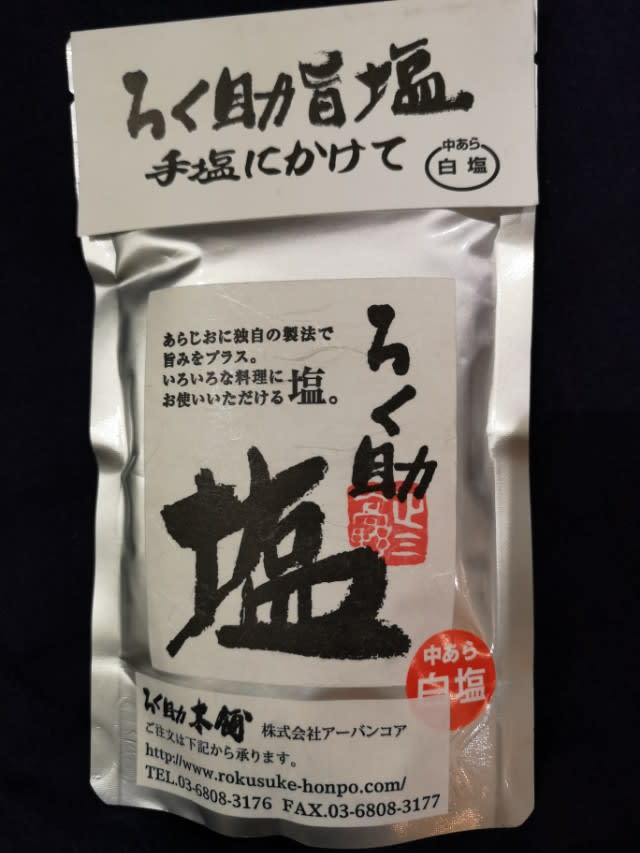 ろく助旨塩
手塩にかけて
中あら
白塩
あらじおに独自の製法で
旨みをプラス。
いろいろな料理に
お使いいただける塩。
ろく助
塩
中あら
白塩
ろく助本舗 株式会社アーバンコア
ご注文は下記から承ります。
http://www.rokusuke-honpo.com/
TEL.03-6808-3176 FAX.03-6808-3177